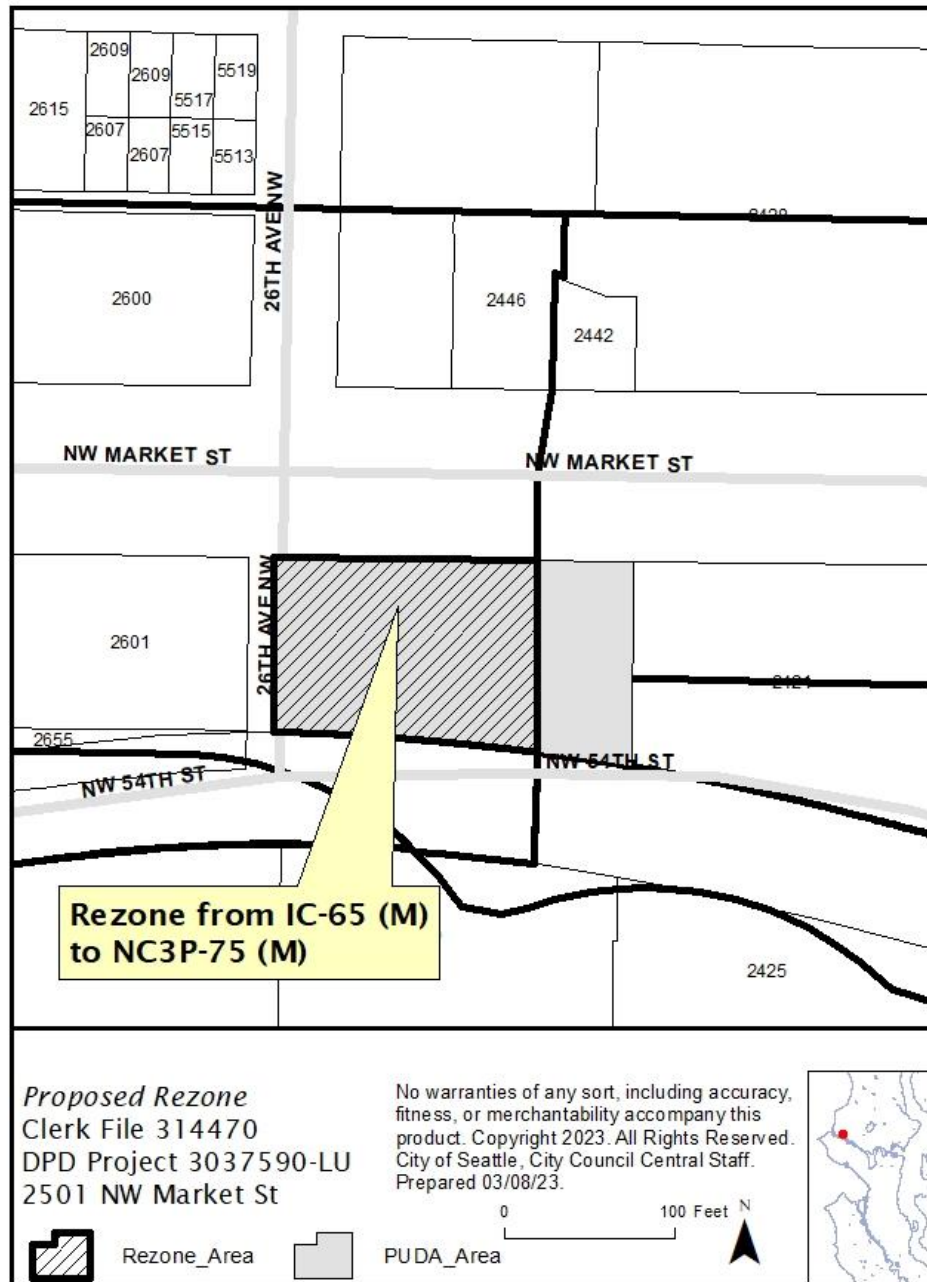 2609
2609
5519
2615
5517
2607
2607
5515
5513
26TH AVE NW
2600
2446
2442
NW MARKET ST
NW MARKET ST
26TH AVE NW
2601
2655
NW 54TH ST
NW 54TH ST
Rezone from IC-65 (M)
to NC3P-75 (M)
2425
Proposed Rezone
Clerk File 314470
DPD Project 3037590-LU
2501 NW Market St
No warranties of any sort, including accuracy,
fitness, or merchantability accompany this
product. Copyright 2023. All Rights Reserved.
City of Seattle, City Council Central Staff.
Prepared 03/08/23.
0 100 Feet
N
Rezone_Area
PUDA_Area